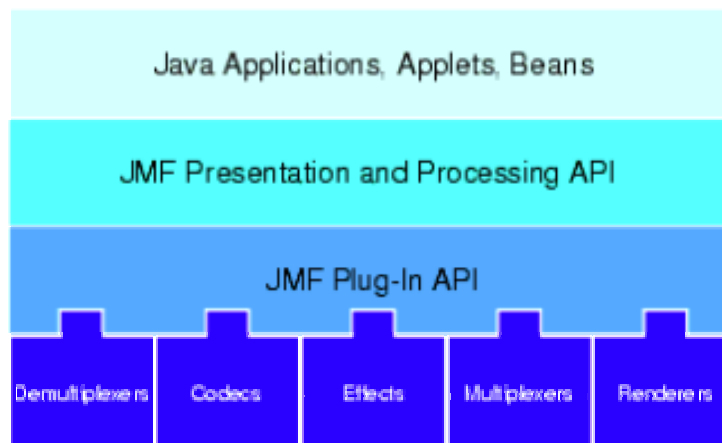 Java Applications, Applets, Beans
JMF Presentation and Processing API
JMF Plug-In API
Demultiplexers Codecs Effects Multiplexers Renderers